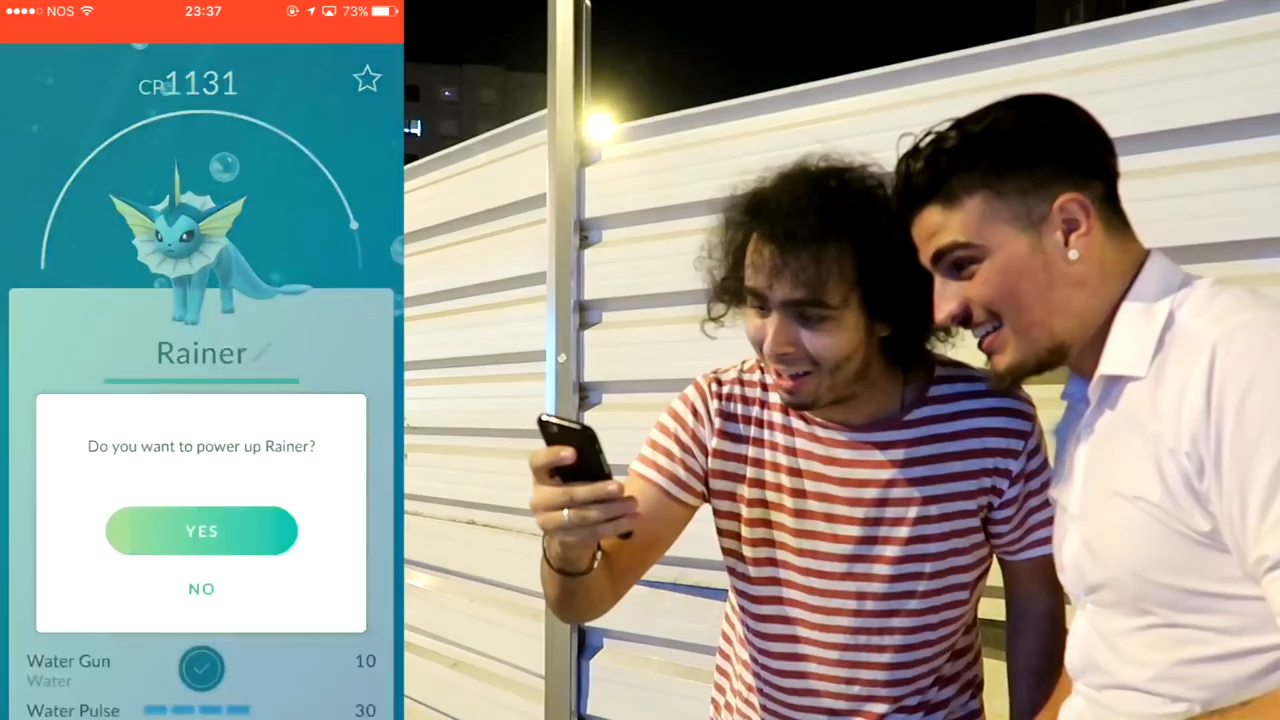 NOS 23:37 73%
CP1131
Rainer
Do you want to power up Rainer?
YES
NO
Water Gun 10
Water
Water Pulse 30